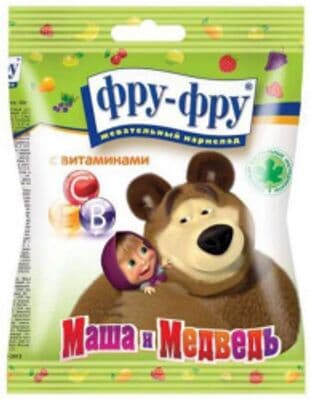 фру-фру®
жевательный мармелад
с витаминами
С
Е
В
Маша и Медведь